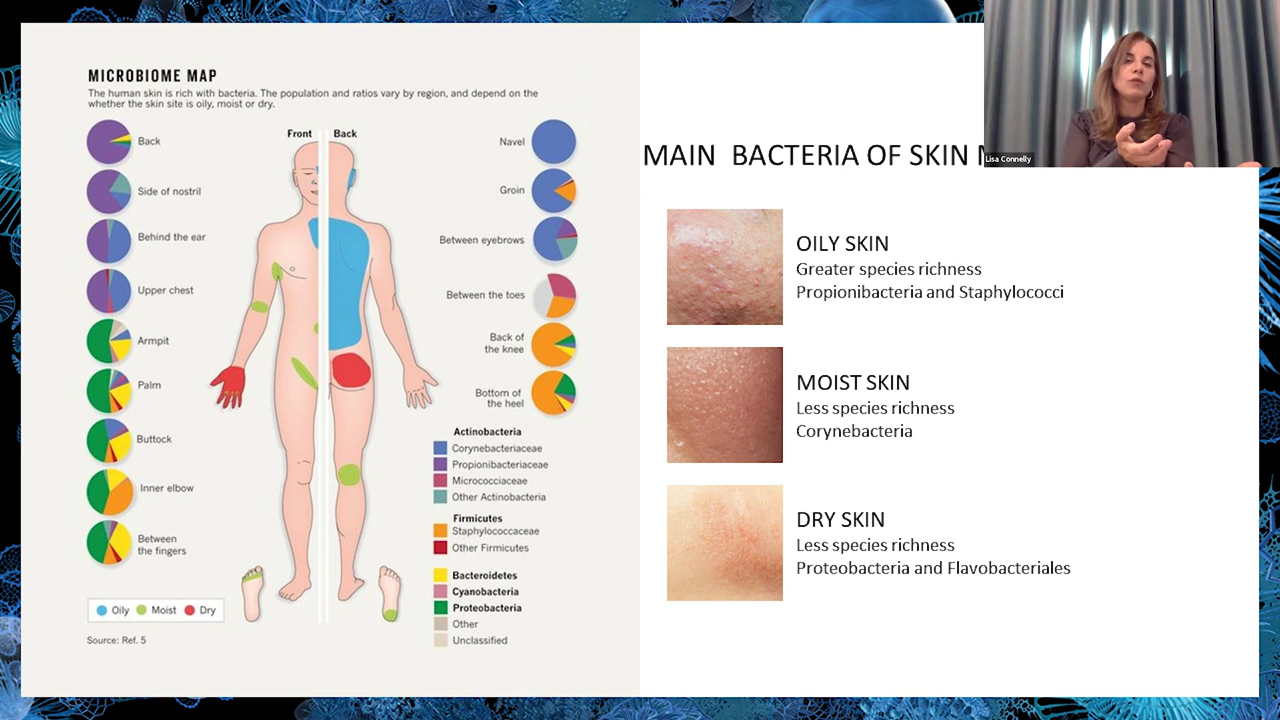 MICROBIOME MAP
The human skin is rich with bacteria. The population and ratios vary by region, and depend on the
whether the skin site is oily, moist or dry.
Front Back
Back
Side of nostril
Behind the ear
Upper chest
Armpit
Palm
Buttock
Inner elbow
Between
the fingers
Navel
Groin
Between eyebrows
Between the toes
Back of
the knee
Bottom of
the heel
Actinobacteria
Corynebacteriaceae
Propionibacteriaceae
Micrococciaceae
Other Actinobacteria
Firmicutes
Staphylococcaceae
Other Firmicutes
Bacteroidetes
Cyanobacteria
Proteobacteria
Other
Unclassified
Oily Moist Dry
Source: Ref. 5
MAIN BACTERIA OF SKIN
Lisa Connelly
OILY SKIN
Greater species richness
Propionibacteria and Staphylococci
MOIST SKIN
Less species richness
Corynebacteria
DRY SKIN
Less species richness
Proteobacteria and Flavobacteriales